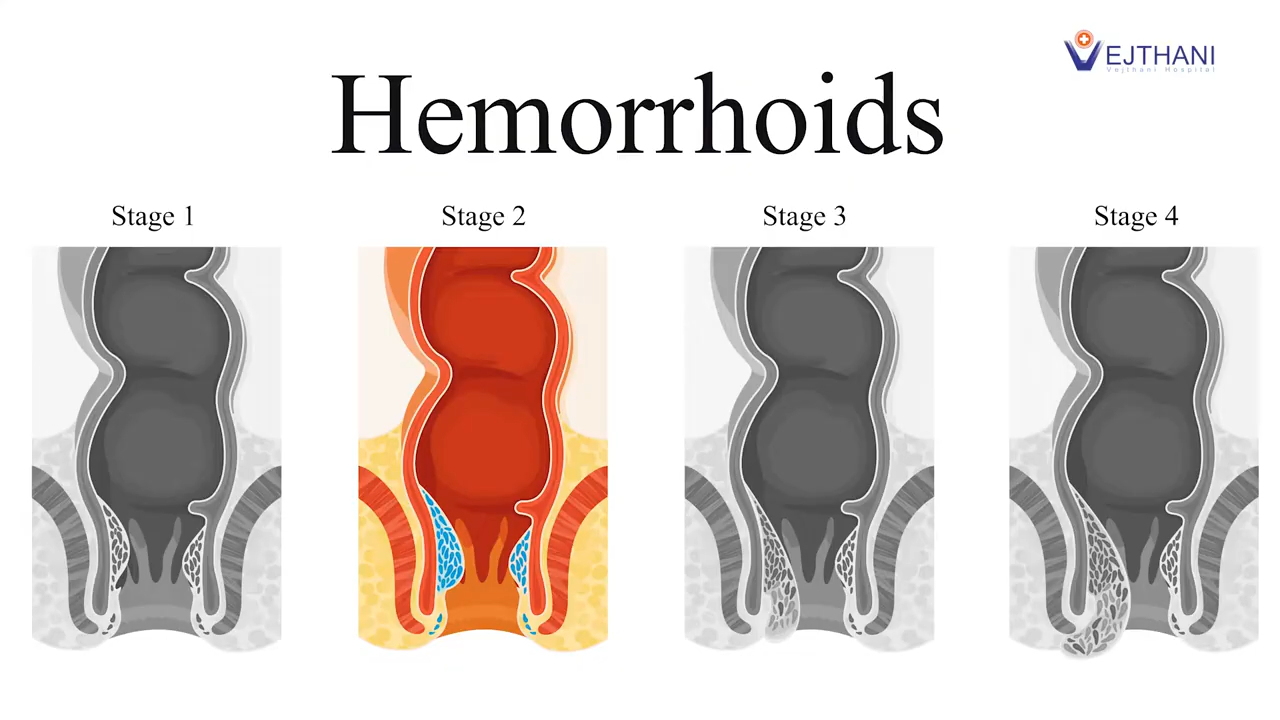 VEJTHANI
Vejthani Hospital
Hemorrhoids
Stage 1
Stage 2
Stage 3
Stage 4